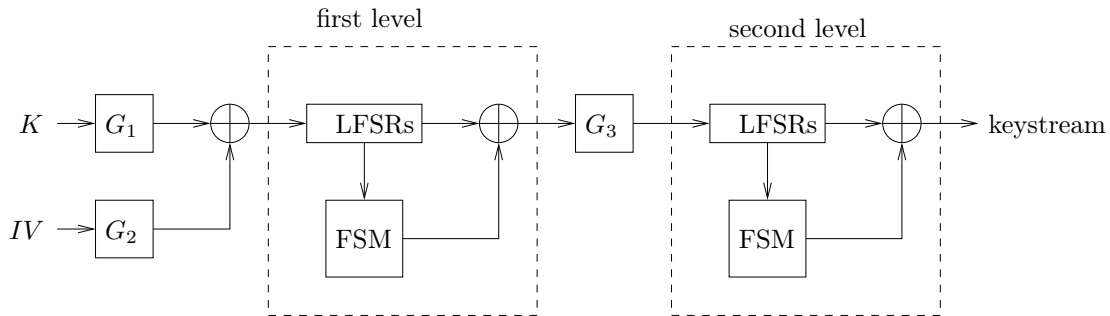 first level
second level
K
G₁
LFSRs
G₃
LFSRs
keystream
IV
G₂
FSM
FSM